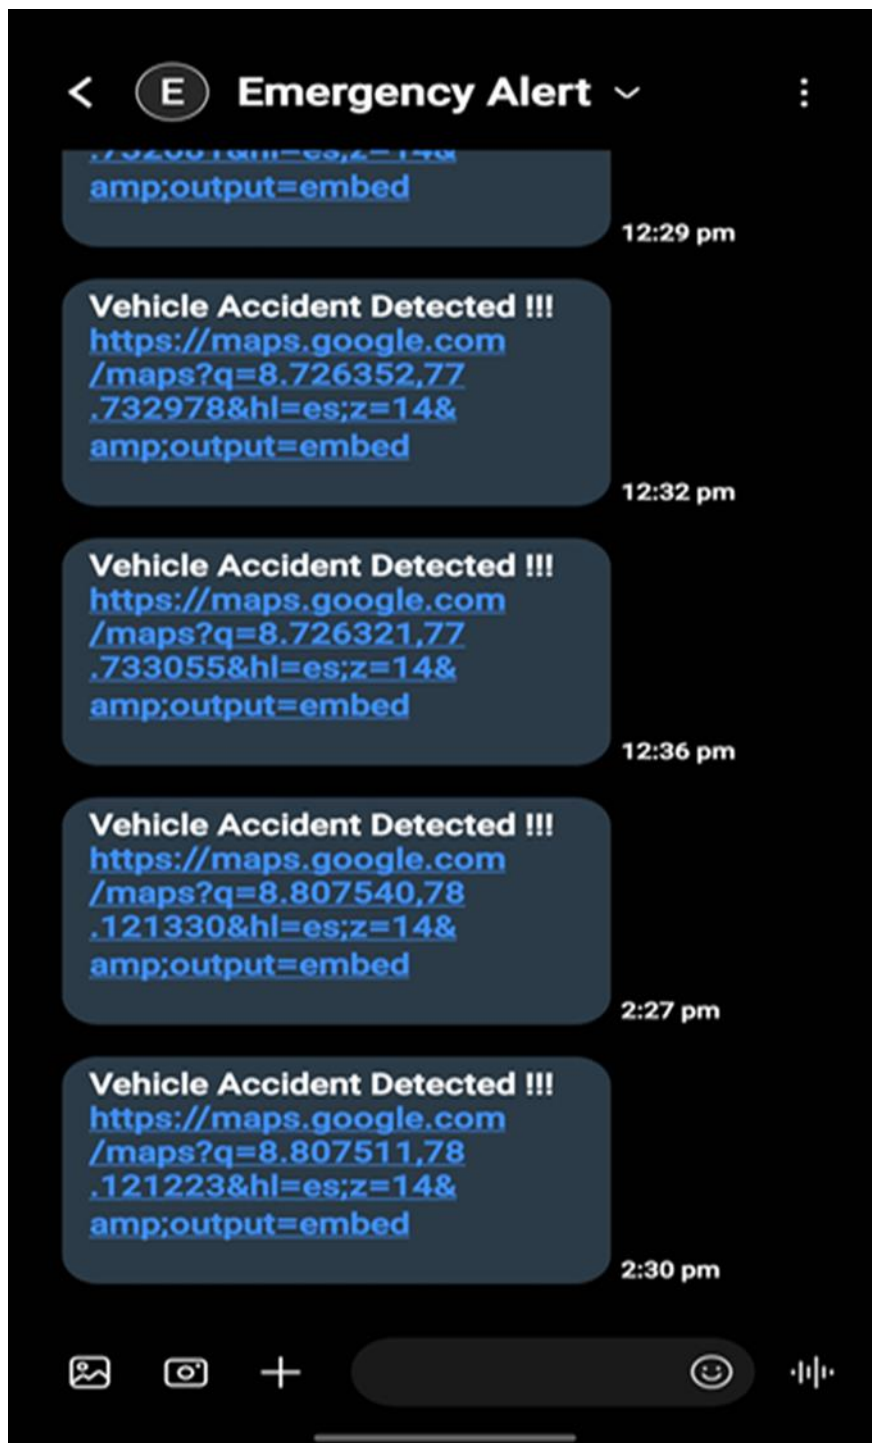 E Emergency Alert
amp;output=embed
12:29 pm
Vehicle Accident Detected !!!
https://maps.google.com
/maps?q=8.726352,77
.732978&hl=es;z=14&
amp;output=embed
12:32 pm
Vehicle Accident Detected !!!
https://maps.google.com
/maps?q=8.726321,77
.733055&hl=es;z=14&
amp;output=embed
12:36 pm
Vehicle Accident Detected !!!
https://maps.google.com
/maps?q=8.807540,78
.121330&hl=es;z=14&
amp;output=embed
2:27 pm
Vehicle Accident Detected !!!
https://maps.google.com
/maps?q=8.807511,78
.121223&hl=es;z=14&
amp;output=embed
2:30 pm